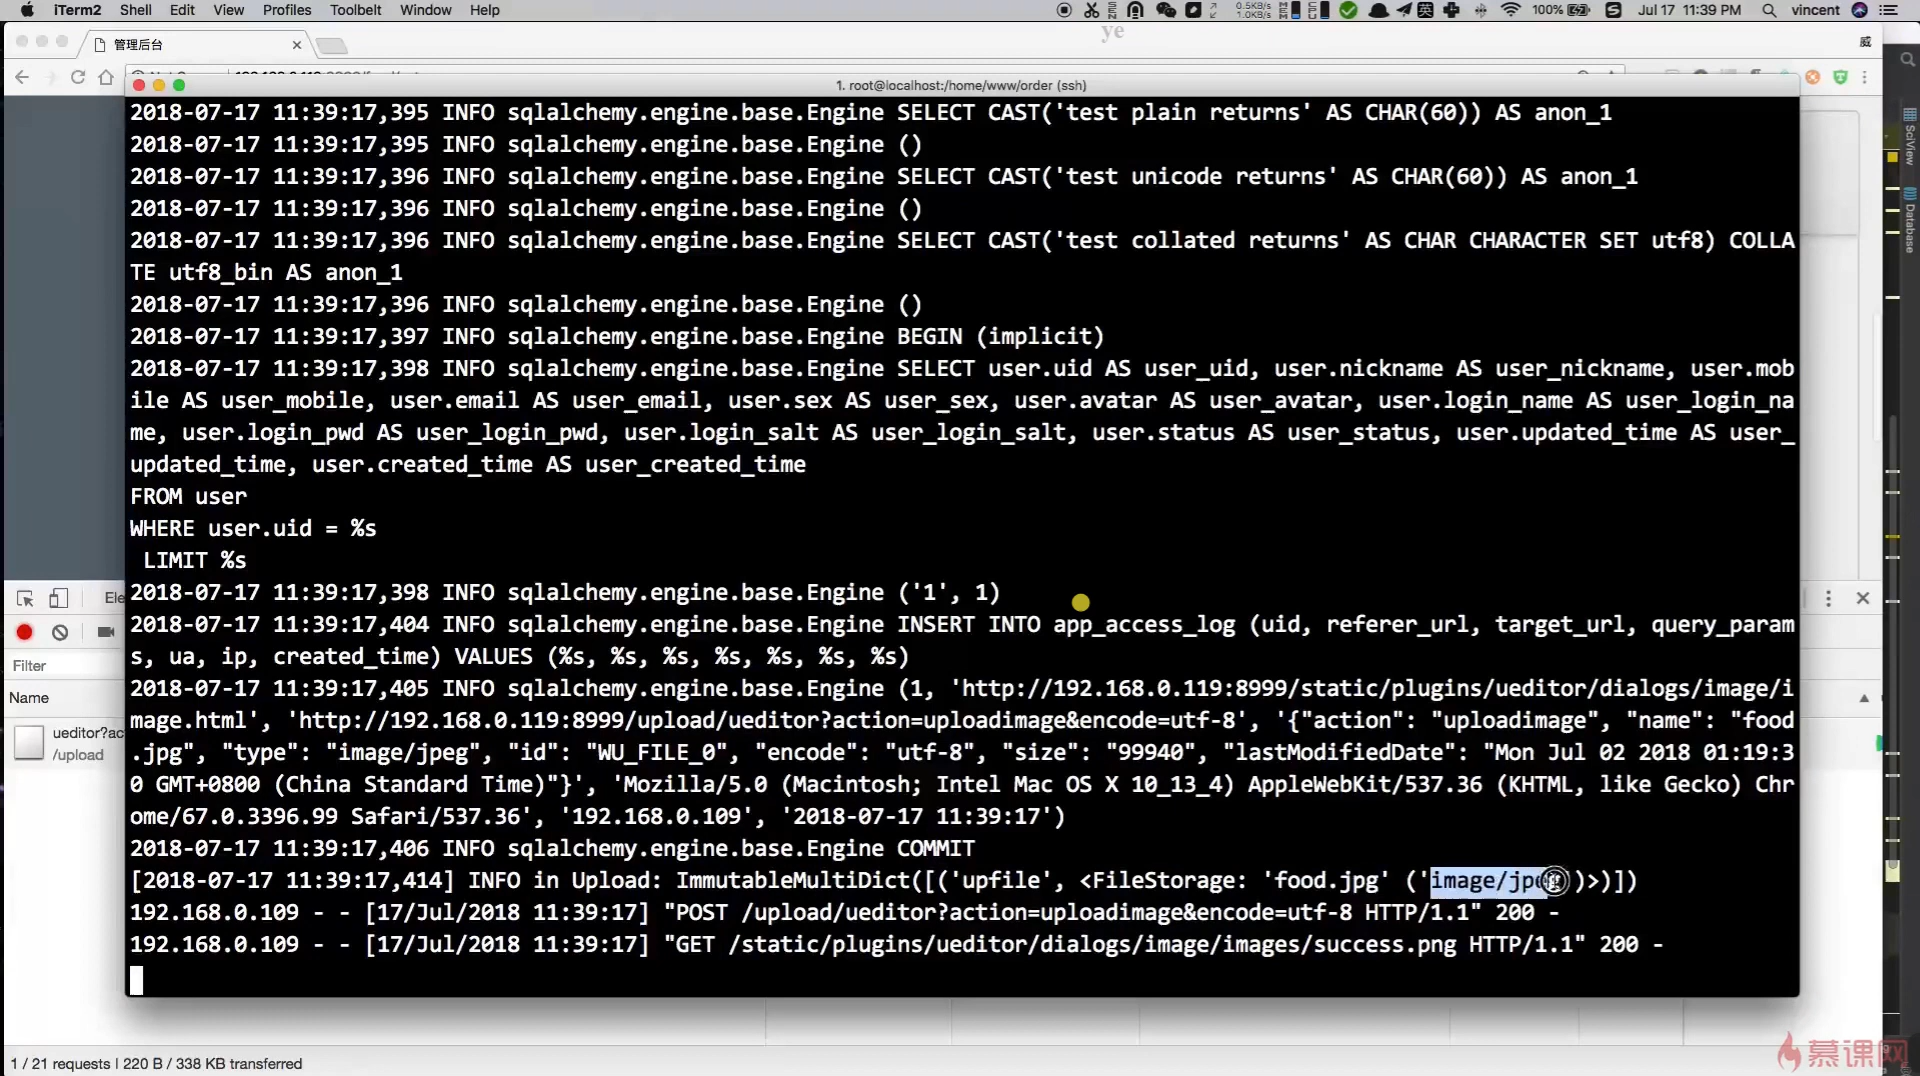 iTerm2 Shell Edit View Profiles Toolbelt Window Help 0.5KB/s 1.0KB/s 英 100% Jul 17 11:39 PM vincent
ye
管理后台
1. root@localhost:/home/www/order (ssh)
2018-07-17 11:39:17,395 INFO sqlalchemy.engine.base.Engine SELECT CAST('test plain returns' AS CHAR(60)) AS anon_1
2018-07-17 11:39:17,395 INFO sqlalchemy.engine.base.Engine ()
2018-07-17 11:39:17,396 INFO sqlalchemy.engine.base.Engine SELECT CAST('test unicode returns' AS CHAR(60)) AS anon_1
2018-07-17 11:39:17,396 INFO sqlalchemy.engine.base.Engine ()
2018-07-17 11:39:17,396 INFO sqlalchemy.engine.base.Engine SELECT CAST('test collated returns' AS CHAR CHARACTER SET utf8) COLLA
TE utf8_bin AS anon_1
2018-07-17 11:39:17,396 INFO sqlalchemy.engine.base.Engine ()
2018-07-17 11:39:17,397 INFO sqlalchemy.engine.base.Engine BEGIN (implicit)
2018-07-17 11:39:17,398 INFO sqlalchemy.engine.base.Engine SELECT user.uid AS user_uid, user.nickname AS user_nickname, user.mob
ile AS user_mobile, user.email AS user_email, user.sex AS user_sex, user.avatar AS user_avatar, user.login_name AS user_login_na
me, user.login_pwd AS user_login_pwd, user.login_salt AS user_login_salt, user.status AS user_status, user.updated_time AS user_
updated_time, user.created_time AS user_created_time
FROM user
WHERE user.uid = %s
LIMIT %s
2018-07-17 11:39:17,398 INFO sqlalchemy.engine.base.Engine ('1', 1)
2018-07-17 11:39:17,404 INFO sqlalchemy.engine.base.Engine INSERT INTO app_access_log (uid, referer_url, target_url, query_param
s, ua, ip, created_time) VALUES (%s, %s, %s, %s, %s, %s, %s)
2018-07-17 11:39:17,405 INFO sqlalchemy.engine.base.Engine (1, 'http://192.168.0.119:8999/static/plugins/ueditor/dialogs/image/i
mage.html', 'http://192.168.0.119:8999/upload/ueditor?action=uploadimage&encode=utf-8', '{"action": "uploadimage", "name": "food
.jpg", "type": "image/jpeg", "id": "WU_FILE_0", "encode": "utf-8", "size": "99940", "lastModifiedDate": "Mon Jul 02 2018 01:19:3
0 GMT+0800 (China Standard Time)"}', 'Mozilla/5.0 (Macintosh; Intel Mac OS X 10_13_4) AppleWebKit/537.36 (KHTML, like Gecko) Chr
ome/67.0.3396.99 Safari/537.36', '192.168.0.109', '2018-07-17 11:39:17')
2018-07-17 11:39:17,406 INFO sqlalchemy.engine.base.Engine COMMIT
[2018-07-17 11:39:17,414] INFO in Upload: ImmutableMultiDict([('upfile', <FileStorage: 'food.jpg' ('image/jpeg')>)])
192.168.0.109 - - [17/Jul/2018 11:39:17] "POST /upload/ueditor?action=uploadimage&encode=utf-8 HTTP/1.1" 200 -
192.168.0.109 - - [17/Jul/2018 11:39:17] "GET /static/plugins/ueditor/dialogs/image/images/success.png HTTP/1.1" 200 -
Ele
Filter
Name
ueditor?ac
/upload
1 / 21 requests | 220 B / 338 KB transferred
SciView
Database
慕课网